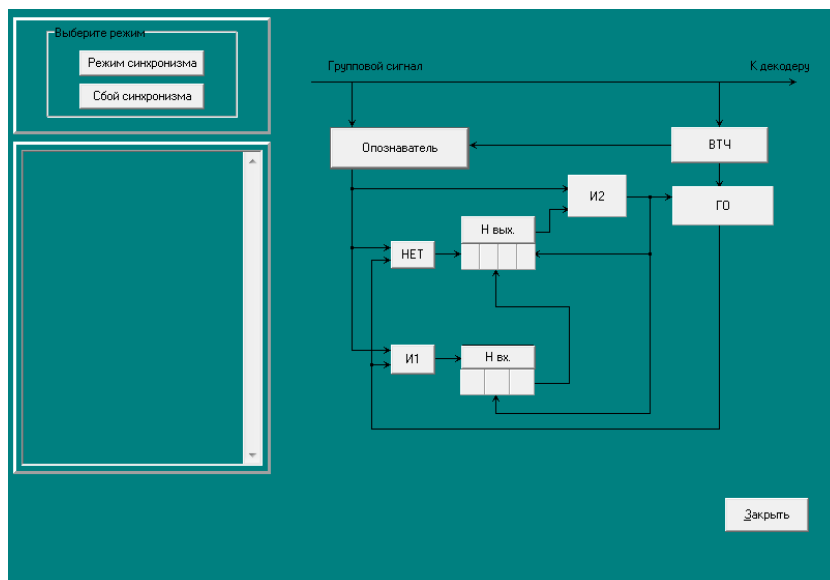 Выберите режим
Режим синхронизма
Сбой синхронизма
Групповой сигнал
К декодеру
Опознаватель
ВТЧ
И2
ГО
Н вых.
НЕТ
И1
Н вх.
Закрыть